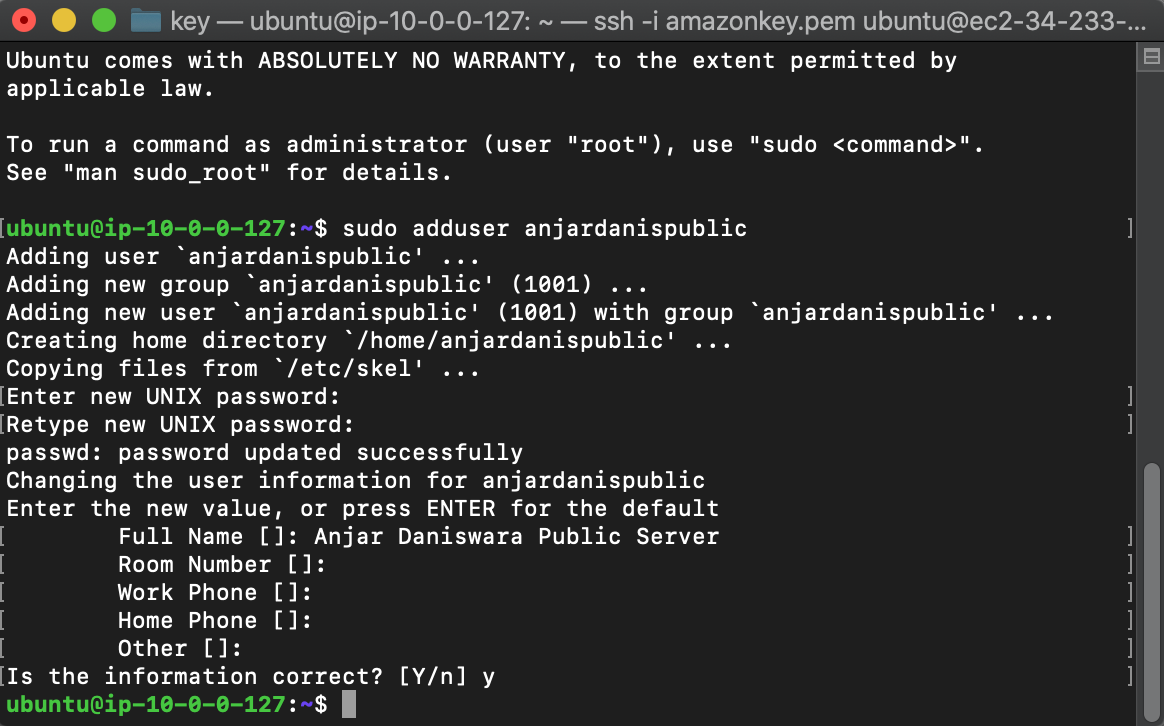 key — ubuntu@ip-10-0-0-127: ~ — ssh -i amazonkey.pem ubuntu@ec2-34-233-...
Ubuntu comes with ABSOLUTELY NO WARRANTY, to the extent permitted by
applicable law.
To run a command as administrator (user "root"), use "sudo <command>".
See "man sudo_root" for details.
[ubuntu@ip-10-0-0-127:~$ sudo adduser anjardanispublic ]
Adding user `anjardanispublic' ...
Adding new group `anjardanispublic' (1001) ...
Adding new user `anjardanispublic' (1001) with group `anjardanispublic' ...
Creating home directory `/home/anjardanispublic' ...
Copying files from `/etc/skel' ...
[Enter new UNIX password: ]
[Retype new UNIX password: ]
passwd: password updated successfully
Changing the user information for anjardanispublic
Enter the new value, or press ENTER for the default
[ Full Name []: Anjar Daniswara Public Server ]
[ Room Number []: ]
[ Work Phone []: ]
[ Home Phone []: ]
[ Other []: ]
[Is the information correct? [Y/n] y ]
ubuntu@ip-10-0-0-127:~$